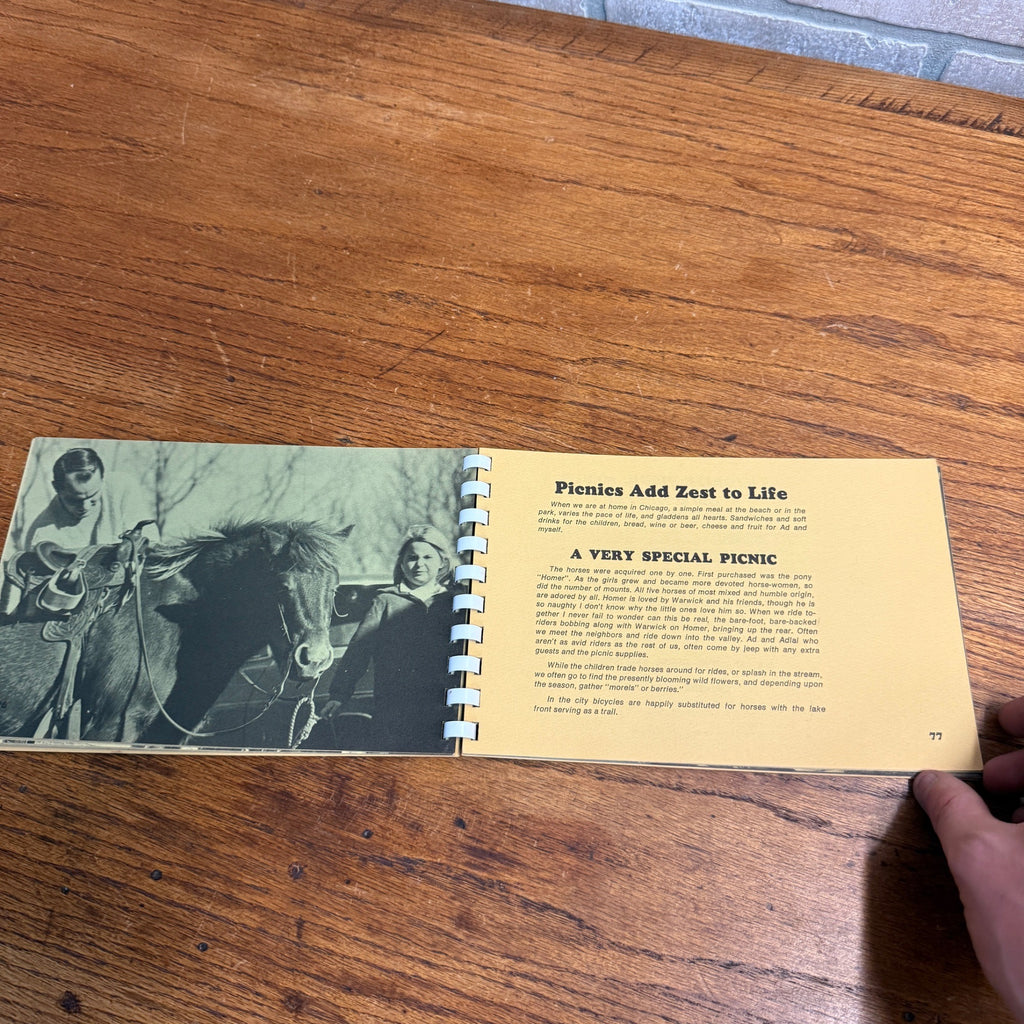 Picnics Add Zest to Life
When we are at home in Chicago, a simple meal at the beach or in the
park, varies the pace of life, and gladdens all hearts. Sandwiches and soft
drinks for the children, bread, wine or beer, cheese and fruit for Ad and
myself.
A VERY SPECIAL PICNIC
The horses were acquired one by one. First purchased was the pony
"Homer". As the girls grew and became more devoted horse-women, so
did the number of mounts. All five horses of most mixed and humble origin,
are adored by all. Homer is loved by Warwick and his friends, though he is
so naughty I don't know why the little ones love him so. When we ride to-
gether I never fail to wonder can this be real, the bare-foot, bare-backed
riders bobbing along with Warwick on Homer, bringing up the rear. Often
we meet the neighbors and ride down into the valley. Ad and Adlai who
aren't as avid riders as the rest of us, often come by jeep with any extra
guests and the picnic supplies.
While the children trade horses around for rides, or splash in the stream,
we often go to find the presently blooming wild flowers, and depending upon
the season, gather "morels" or berries."
In the city bicycles are happily substituted for horses with the lake
front serving as a trail.
77